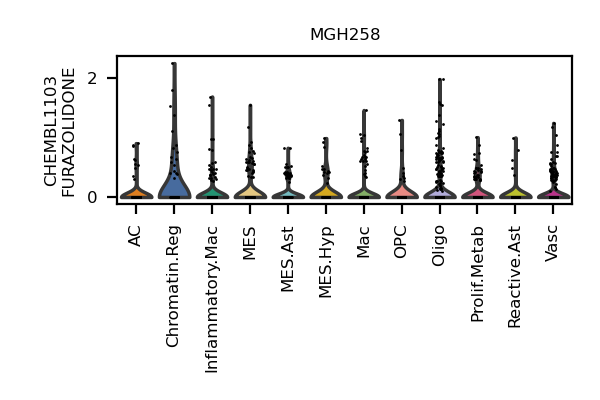 MGH258
CHEMBL1103
FURAZOLIDONE
2
0
AC
Chromatin.Reg
Inflammatory.Mac
MES
MES.Ast
MES.Hyp
Mac
OPC
Oligo
Prolif.Metab
Reactive.Ast
Vasc